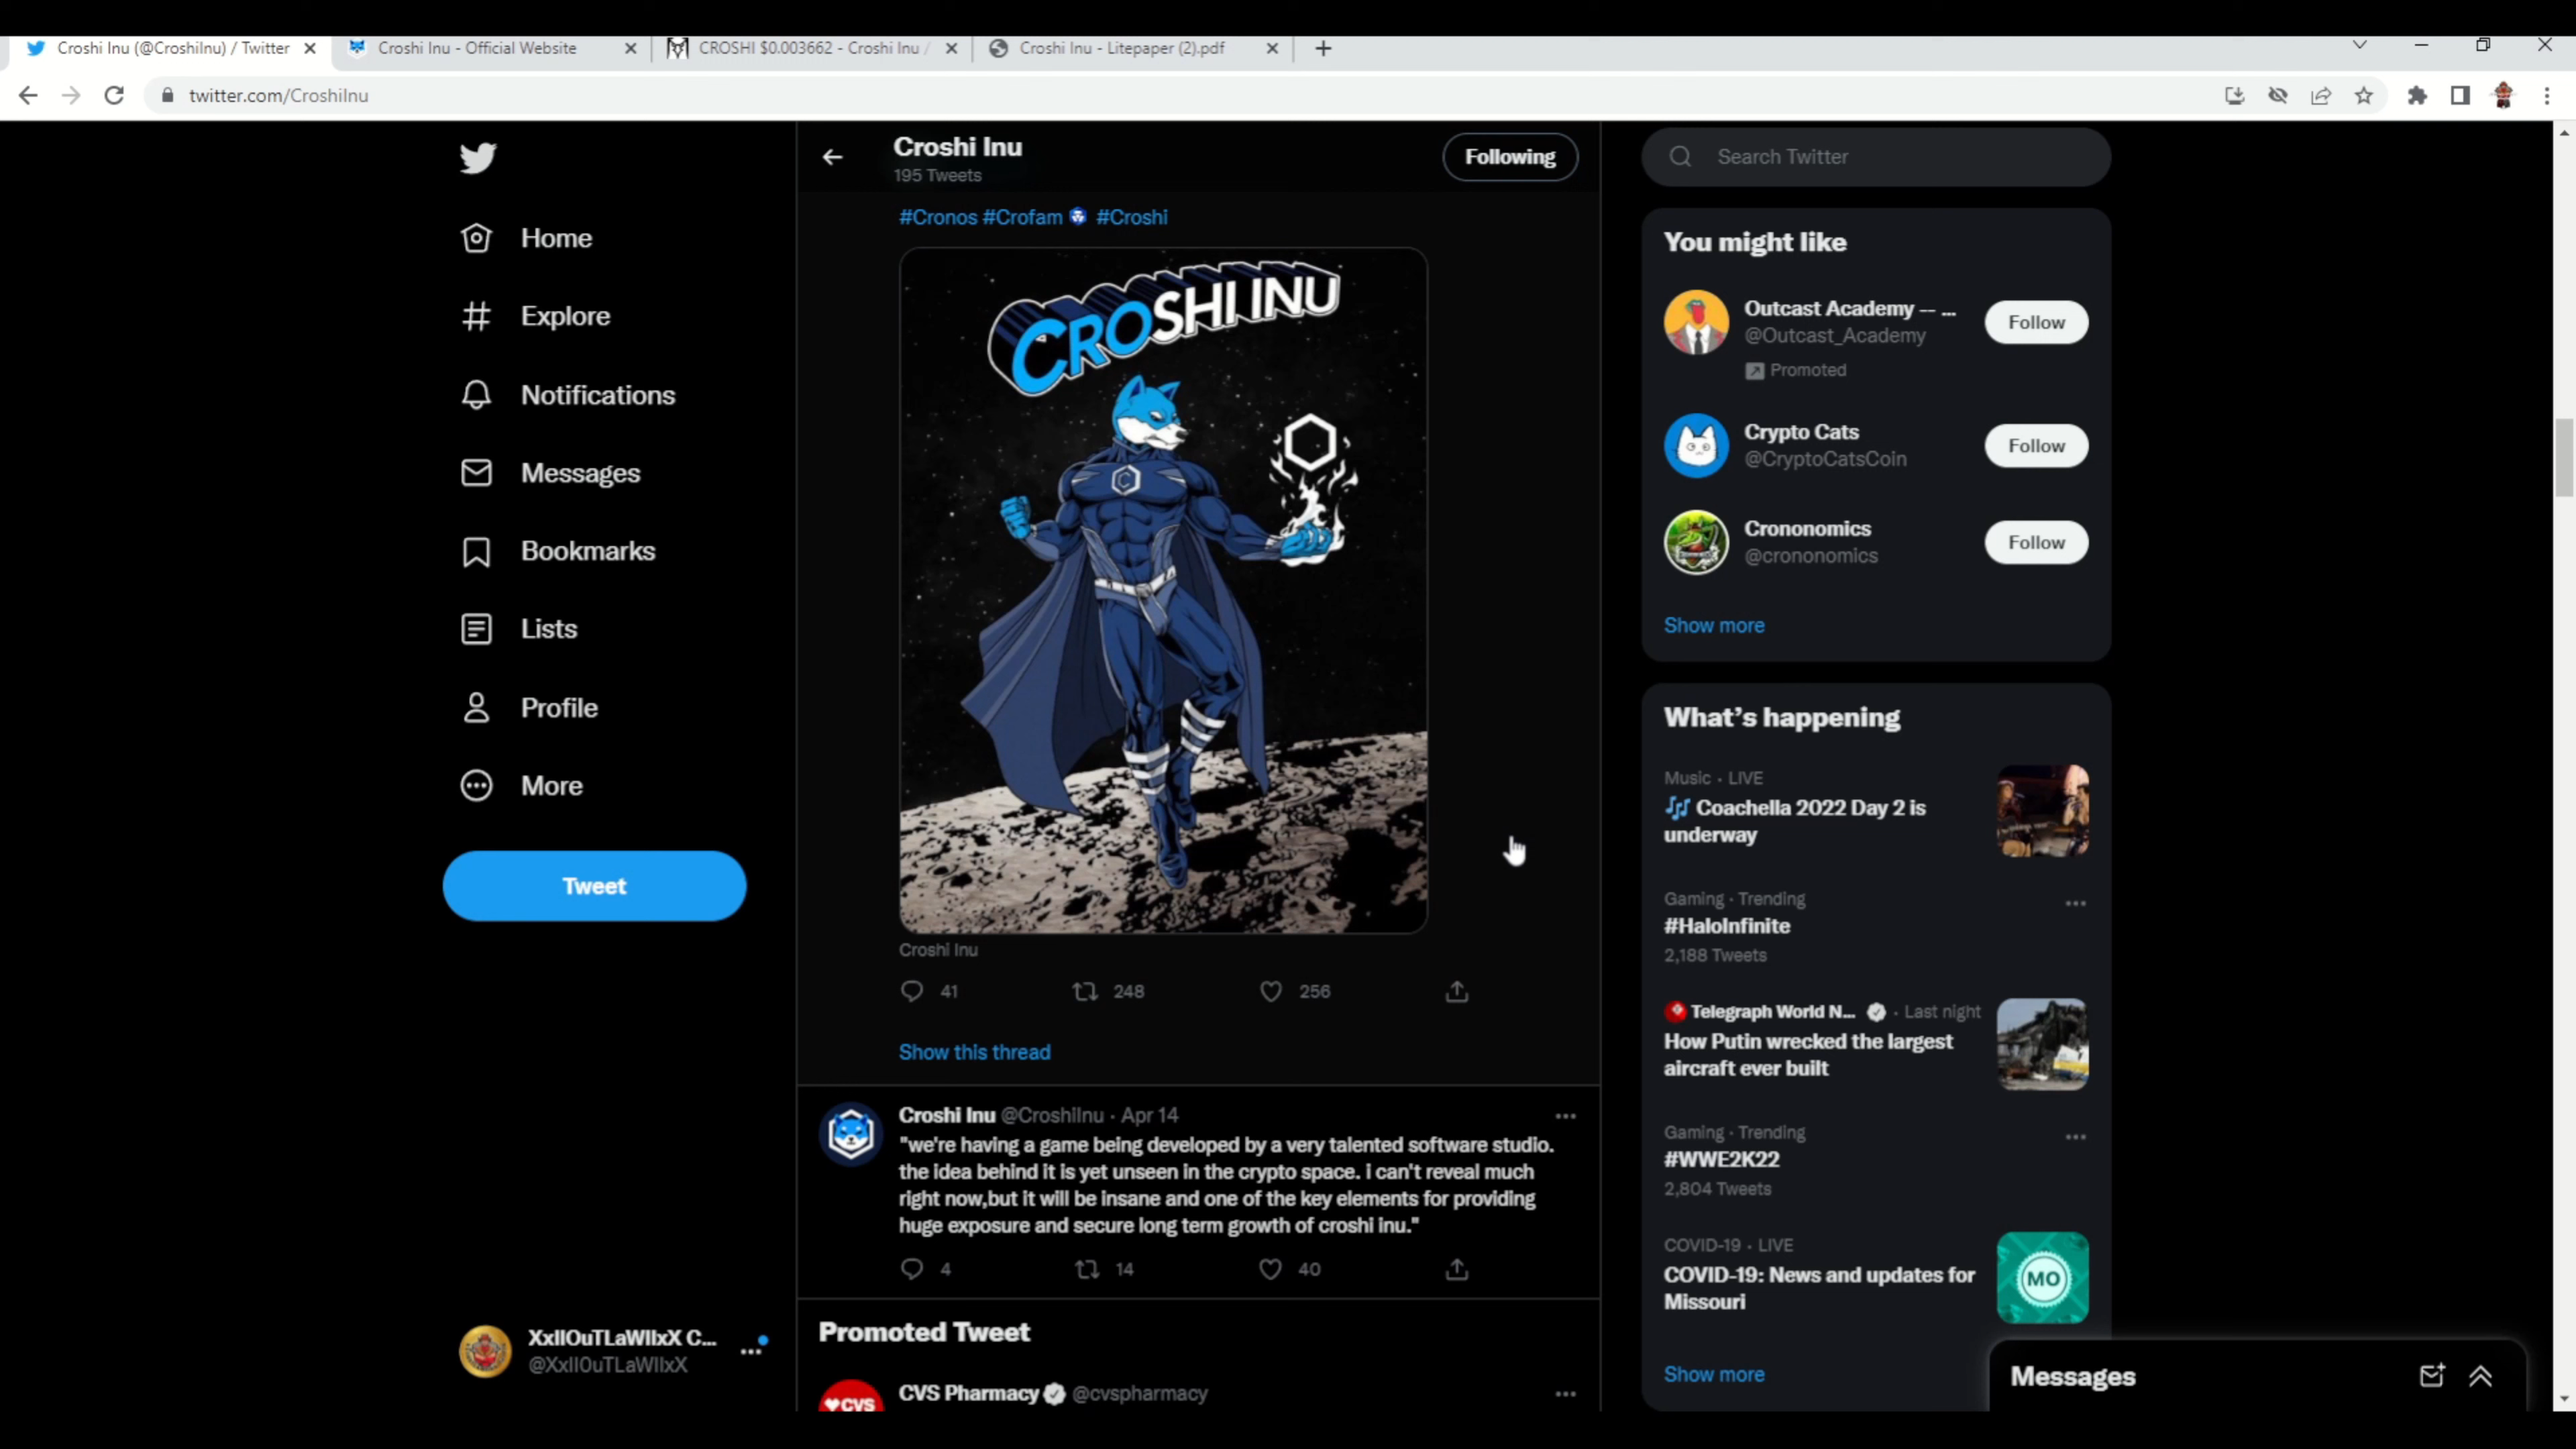 Croshi Inu (@CroshiInu) / Twitter
Croshi Inu - Official Website
CROSHI $0.003662 - Croshi Inu /
Croshi Inu - Litepaper (2).pdf
twitter.com/CroshiInu
Home
Explore
Notifications
Messages
Bookmarks
Lists
Profile
More
Tweet
XxIIOuTLaWIIxX C...
@XxII0uTLaWIIxX
Croshi Inu
195 Tweets
Following
#Cronos #Crofam #Croshi
CROSHI INU
C
Croshi Inu
41 248 256
Show this thread
Croshi Inu @CroshiInu · Apr 14
"we're having a game being developed by a very talented software studio.
the idea behind it is yet unseen in the crypto space. i can't reveal much
right now,but it will be insane and one of the key elements for providing
huge exposure and secure long term growth of croshi inu."
4 14 40
Promoted Tweet
CVS Pharmacy @cvspharmacy
CVS
Search Twitter
You might like
Outcast Academy -- ...
@Outcast_Academy
Promoted
Follow
Crypto Cats
@CryptoCatsCoin
Follow
Crononomics
@crononomics
Follow
Show more
What's happening
Music · LIVE
Coachella 2022 Day 2 is
underway
Gaming · Trending
#HaloInfinite
2,188 Tweets
Telegraph World N... · Last night
How Putin wrecked the largest
aircraft ever built
Gaming · Trending
#WWE2K22
2,804 Tweets
COVID-19 · LIVE
COVID-19: News and updates for
Missouri
MO
Show more
Messages